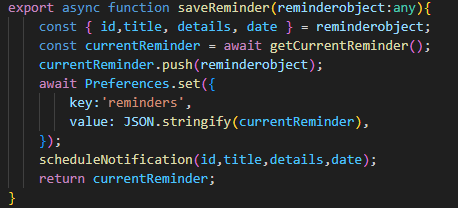 export async function saveReminder(reminderobject:any){
    const { id,title, details, date } = reminderobject;
    const currentReminder = await getCurrentReminder();
    currentReminder.push(reminderobject);
    await Preferences.set({
        key:'reminders',
        value: JSON.stringify(currentReminder),
    });
    scheduleNotification(id,title,details,date);
    return currentReminder;
}